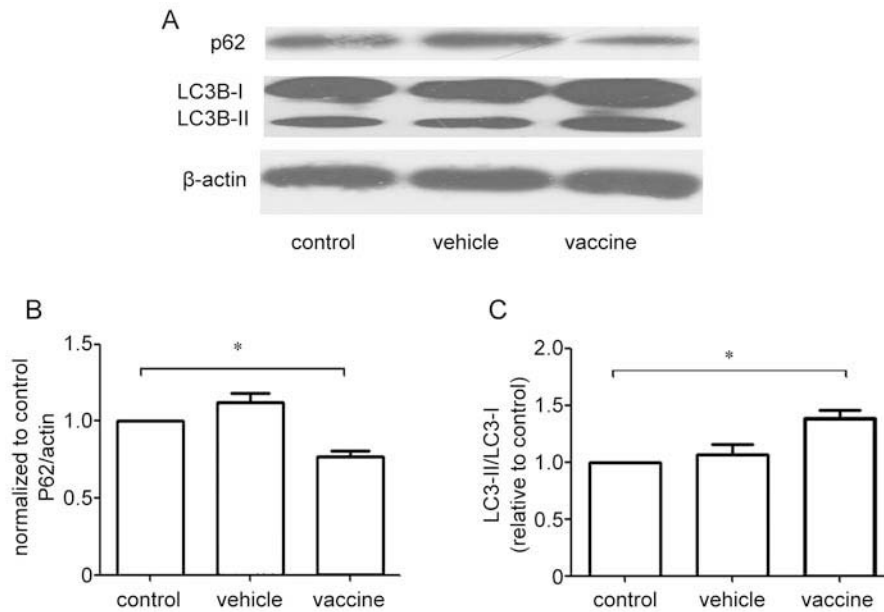 A
p62
LC3B-I
LC3B-II
β-actin
control vehicle vaccine
B
normalized to control
P62/actin
1.5
1.0
0.5
0
*
control vehicle vaccine
C
LC3-II/LC3-I
(relative to control)
2.0
1.5
1.0
0.5
0
*
control vehicle vaccine